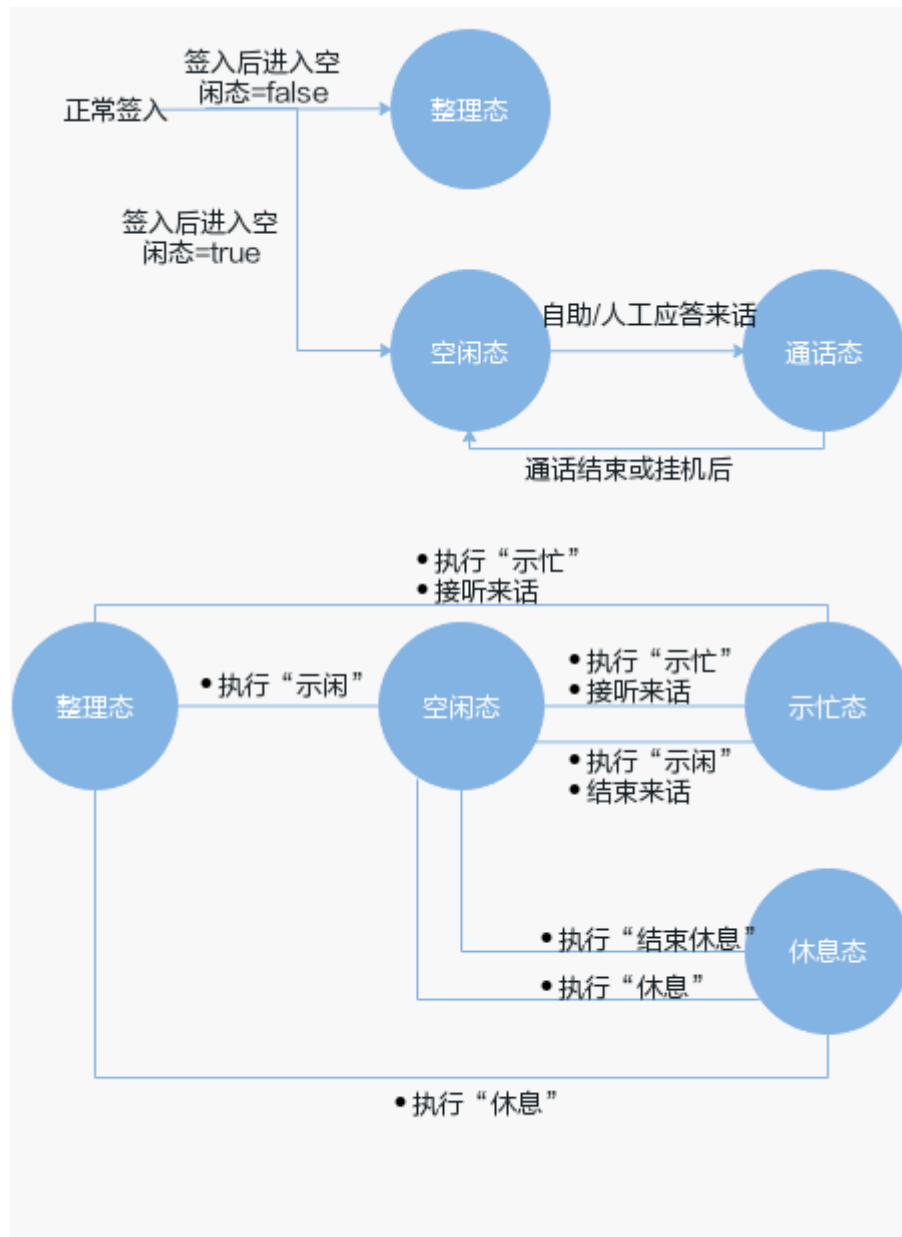 签入后进入空
闲态=false
正常签入
整理态
签入后进入空
闲态=true
自助/人工应答来话
空闲态
通话态
通话结束或挂机后
•执行“示忙”
•接听来话
整理态
•执行“示闲”
空闲态
•执行“示忙”
•接听来话
示忙态
•执行“示闲”
•结束来话
•执行“结束休息”
休息态
•执行“休息”
•执行“休息”